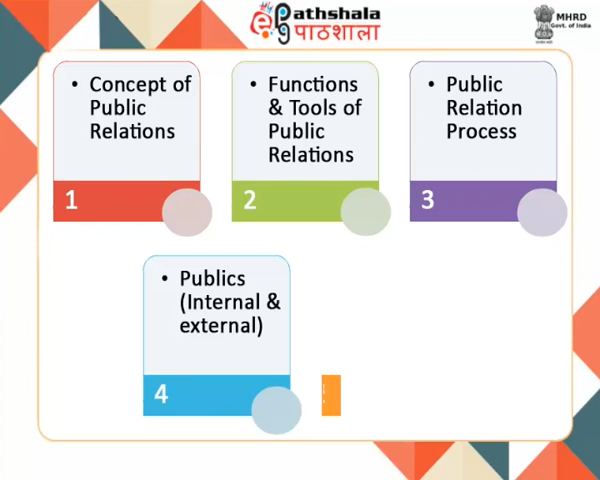 ePathshala
पाठशाला
MHRD
Govt. of India
• Concept of
Public
Relations
1
• Functions
& Tools of
Public
Relations
2
• Public
Relation
Process
3
• Publics
(Internal &
external)
4